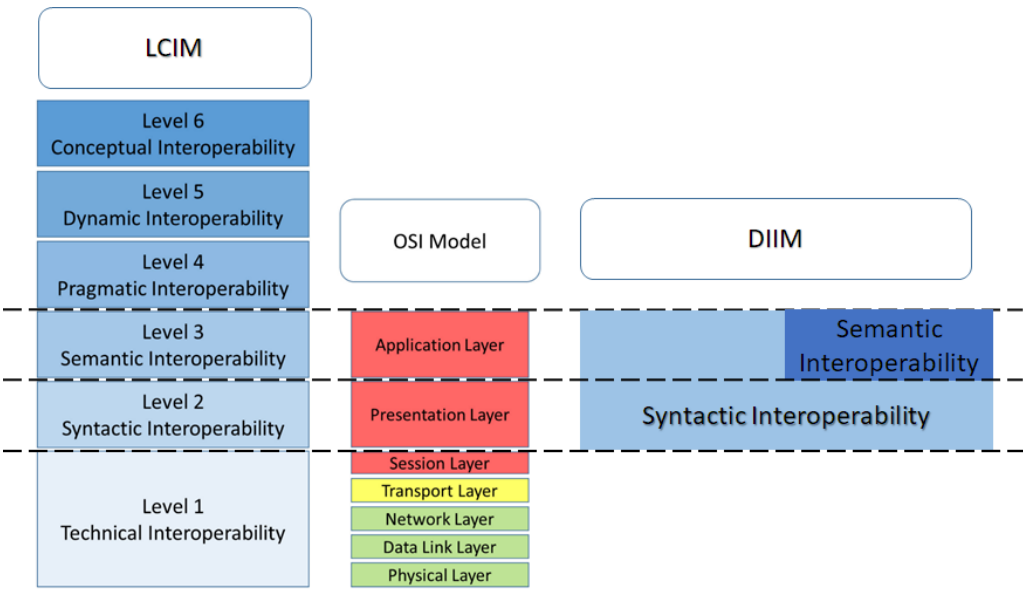 LCIM
Level 6
Conceptual Interoperability
Level 5
Dynamic Interoperability
Level 4
Pragmatic Interoperability
Level 3
Semantic Interoperability
Level 2
Syntactic Interoperability
Level 1
Technical Interoperability
OSI Model
Application Layer
Presentation Layer
Session Layer
Transport Layer
Network Layer
Data Link Layer
Physical Layer
DIIM
Semantic
Interoperability
Syntactic Interoperability